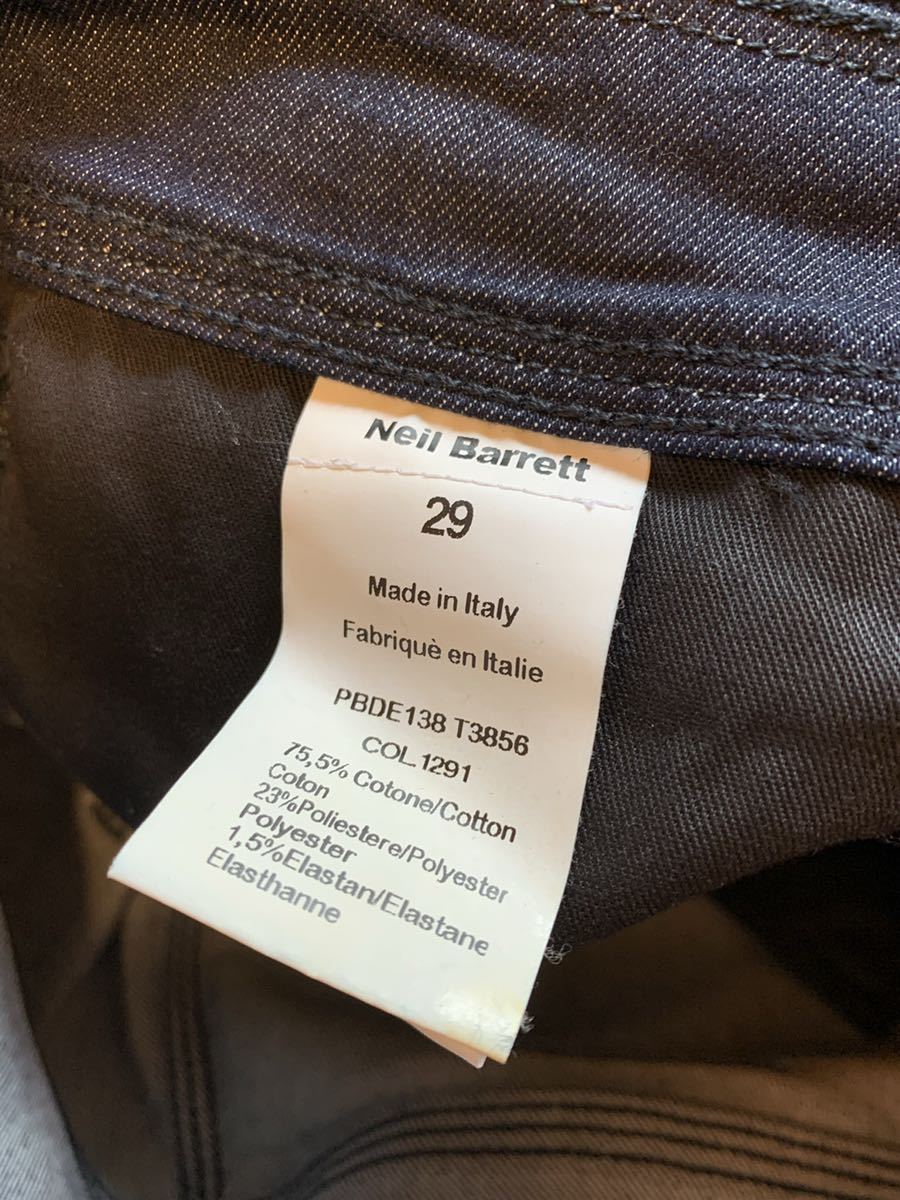 Neil Barrett
29
Made in Italy
Fabriquè en Italie
PBDE138 T3856
COL.1291
75,5% Cotone/Cotton
Coton
23%Poliestere/Polyester
Polyester
1,5%Elastan/Elastane
Elasthanne